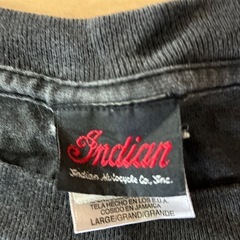 Indian
Indian Motocycle Co., Inc.
TELA HECHO EN LOS E.U.A.
COSIDO EN JAMAICA
LARGE/GRAND/GRANDE